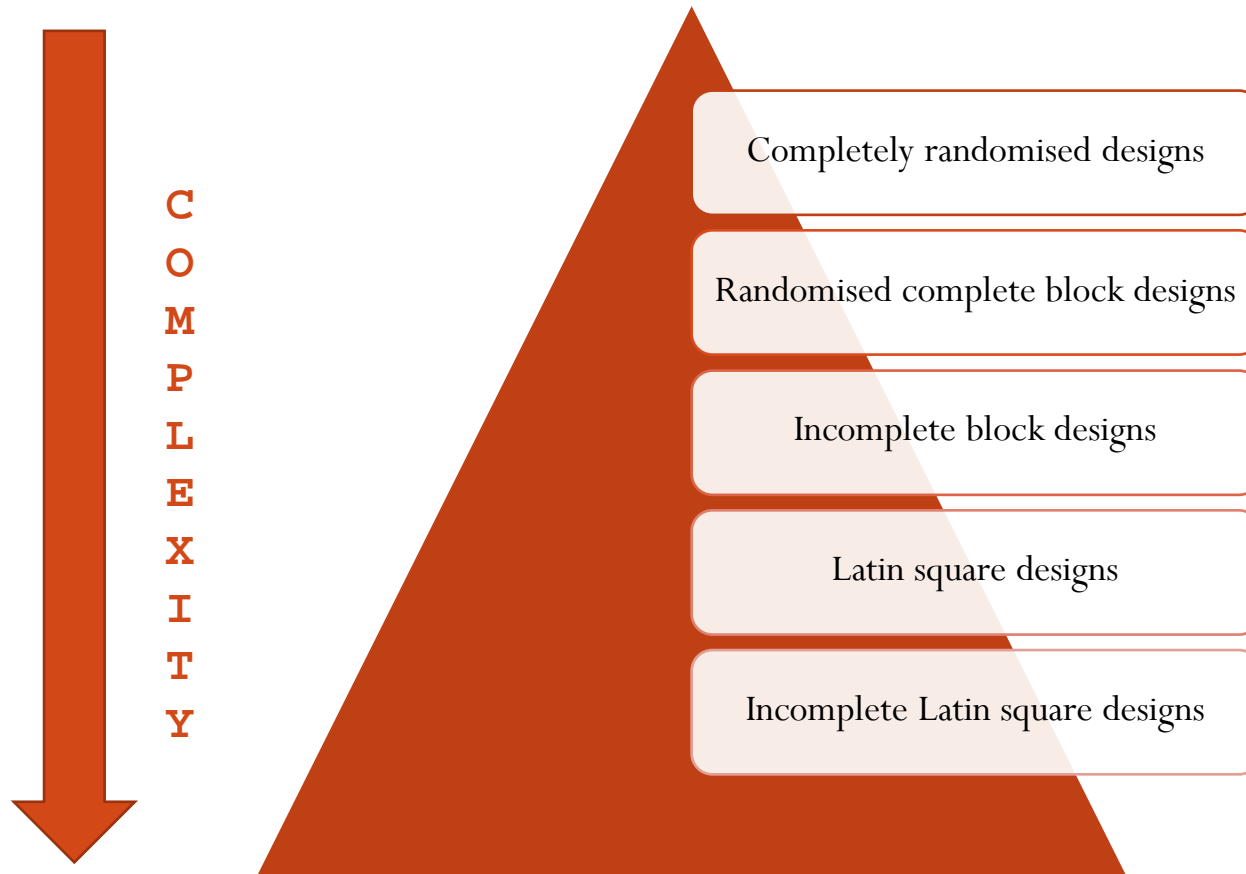 COMPLEXITY
Completely randomised designs
Randomised complete block designs
Incomplete block designs
Latin square designs
Incomplete Latin square designs